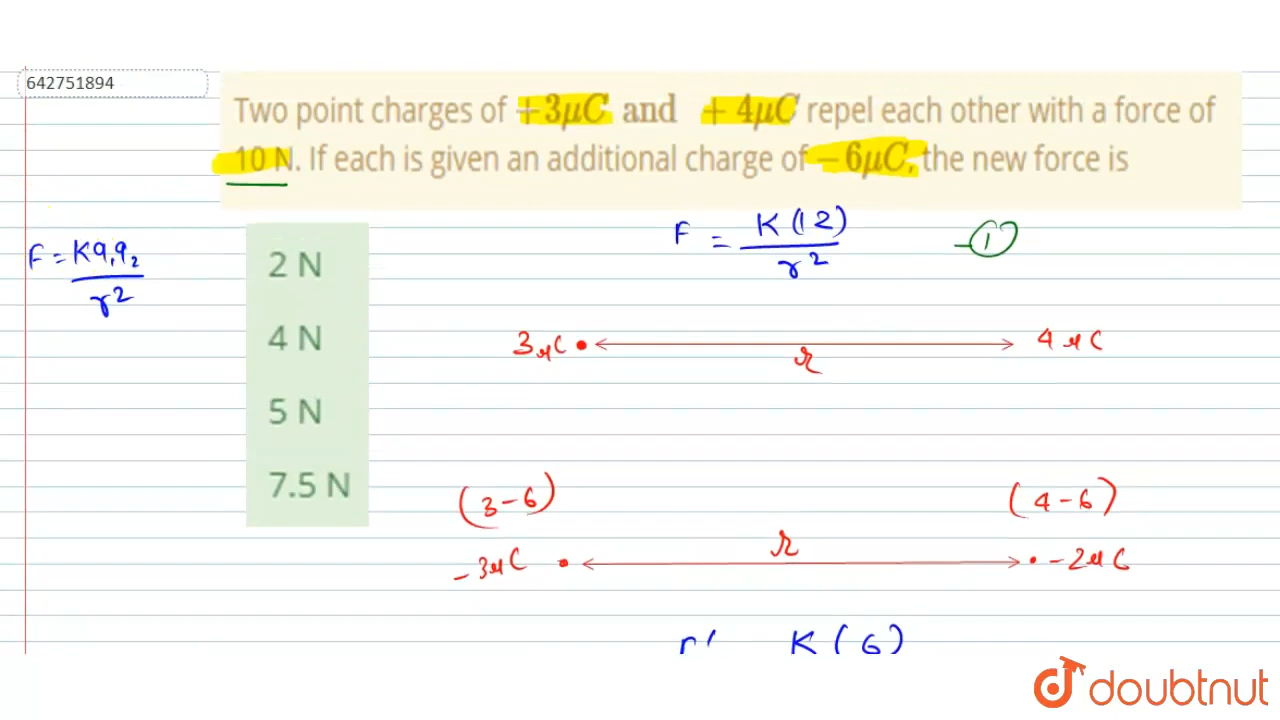 642751894
Two point charges of +3μC and +4μC repel each other with a force of
10 N. If each is given an additional charge of −6μC, the new force is
F = Kq₁q₂
r²
F = K(12)
r²
-①
2 N
4 N
5 N
7.5 N
3μC
r
4μC
(3-6)
(4-6)
-3μC
r
-2μC
K(6)
doubtnut